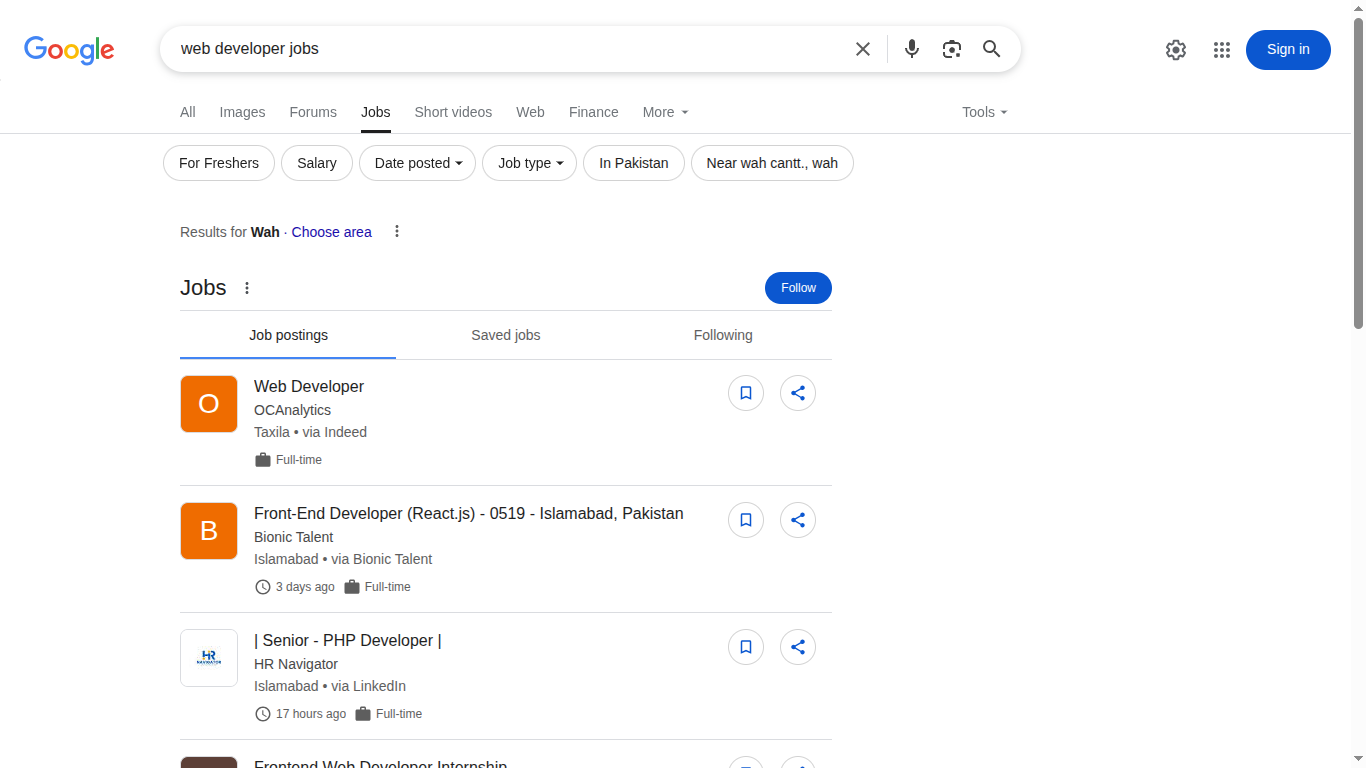 Google
web developer jobs
Sign in
All Images Forums Jobs Short videos Web Finance More Tools
For Freshers Salary Date posted Job type In Pakistan Near wah cantt., wah
Results for Wah · Choose area
Jobs
Follow
Job postings Saved jobs Following
O
Web Developer
OCAnalytics
Taxila • via Indeed
Full-time
B
Front-End Developer (React.js) - 0519 - Islamabad, Pakistan
Bionic Talent
Islamabad • via Bionic Talent
3 days ago Full-time
HR
NAVIGATOR
| Senior - PHP Developer |
HR Navigator
Islamabad • via LinkedIn
17 hours ago Full-time
Frontend Web Developer Internship